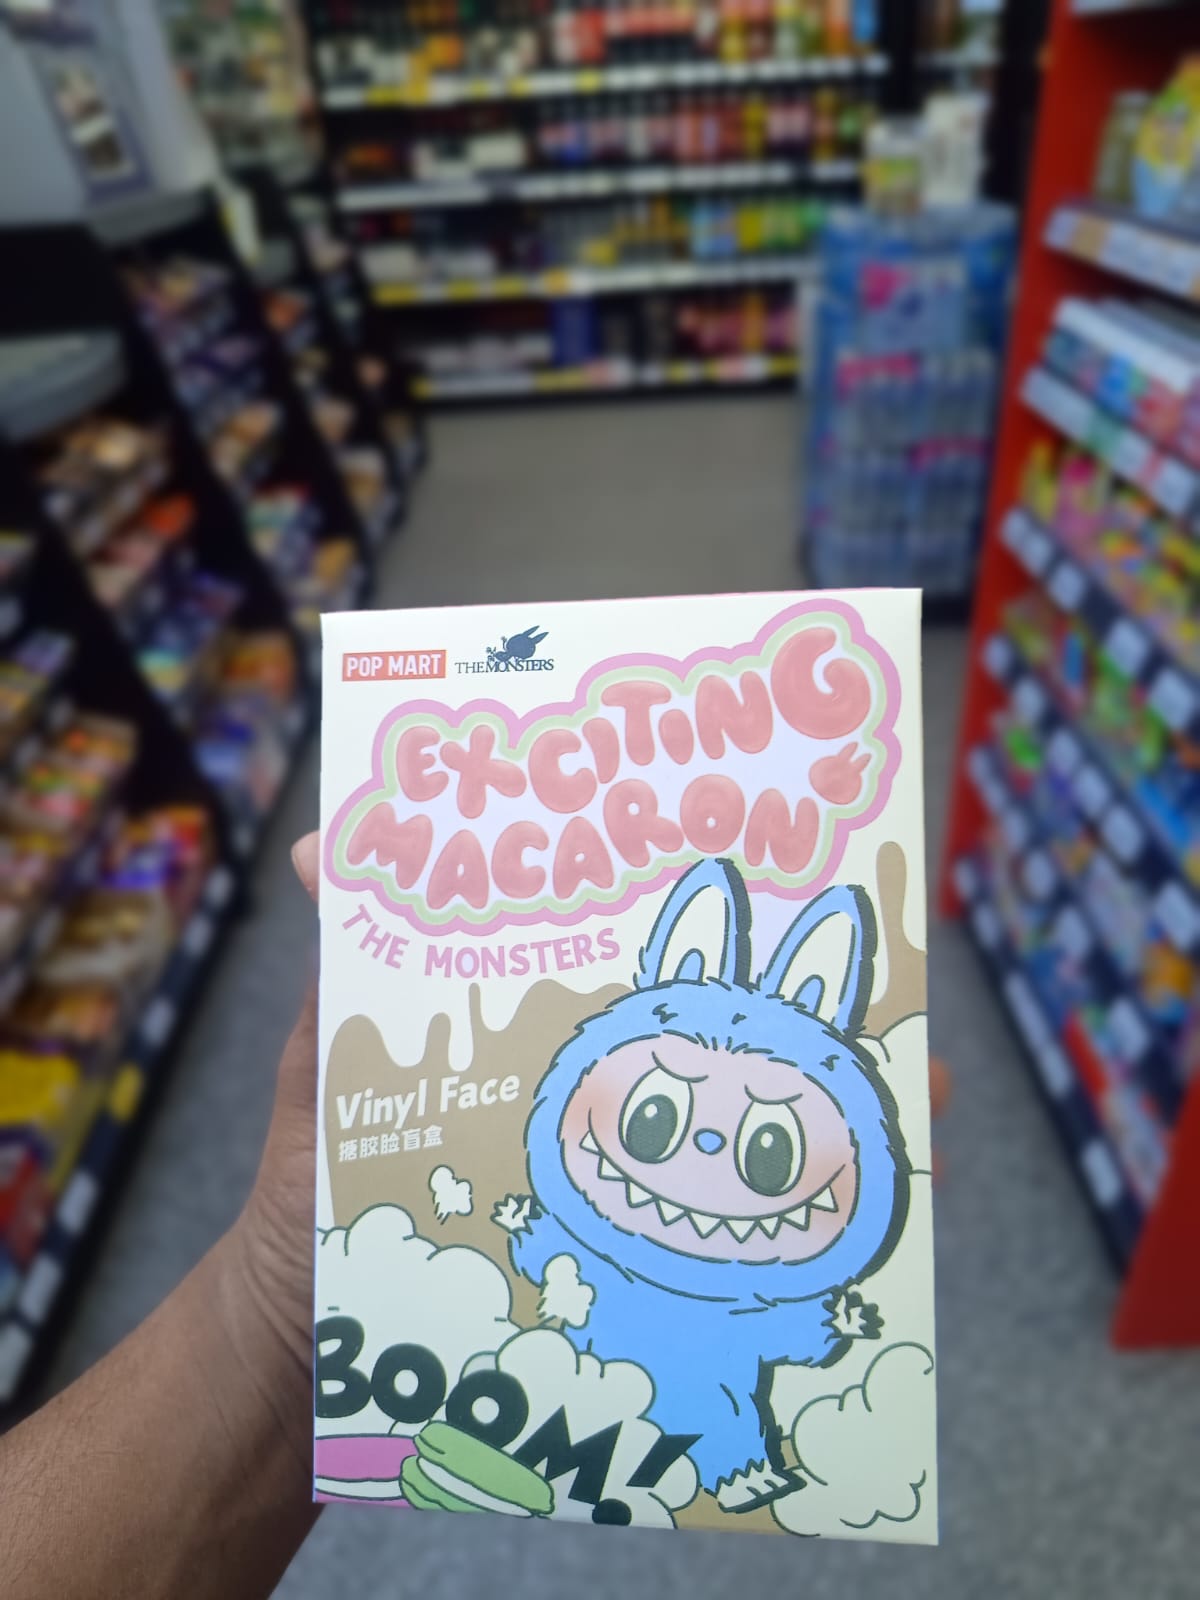 POP MART
THE MONSTERS
EXCITING
MACARON
THE MONSTERS
Vinyl Face
搪胶脸盲盒
BOOM!